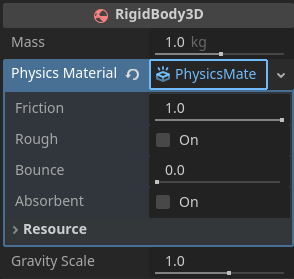 RigidBody3D
Mass 1.0 kg
Physics Material PhysicsMate
Friction 1.0
Rough On
Bounce 0.0
Absorbent On
Resource
Gravity Scale 1.0